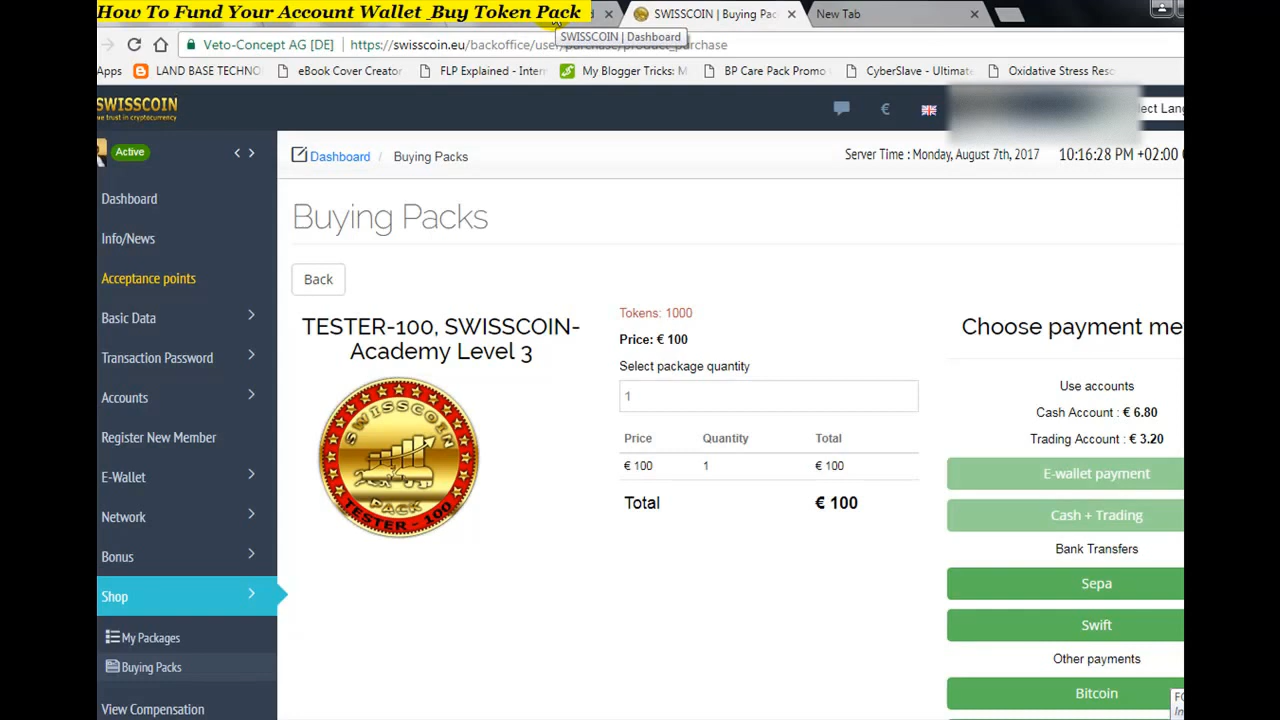 How To Fund Your Account Wallet _Buy Token Pack
SWISSCOIN | Buying Pac
New Tab
SWISSCOIN | Dashboard
Veto-Concept AG [DE]
https://swisscoin.eu/backoffice/user/purchase/product_purchase
Apps
LAND BASE TECHNO
eBook Cover Creator
FLP Explained - Intern
My Blogger Tricks: M
BP Care Pack Promo
CyberSlave - Ultimate
Oxidative Stress Reso
SWISSCOIN
we trust in cryptocurrency
€
ect Lang
Active
Dashboard / Buying Packs
Server Time : Monday, August 7th, 2017 10:16:28 PM +02:00
Dashboard
Info/News
Acceptance points
Basic Data
Transaction Password
Accounts
Register New Member
E-Wallet
Network
Bonus
Shop
My Packages
Buying Packs
View Compensation
Buying Packs
Back
TESTER-100, SWISSCOIN-
Academy Level 3
SWISSCOIN
PACK
TESTER - 100
Tokens: 1000
Price: € 100
Select package quantity
1
Price Quantity Total
€ 100 1 € 100
Total € 100
Choose payment me
Use accounts
Cash Account : € 6.80
Trading Account : € 3.20
E-wallet payment
Cash + Trading
Bank Transfers
Sepa
Swift
Other payments
Bitcoin